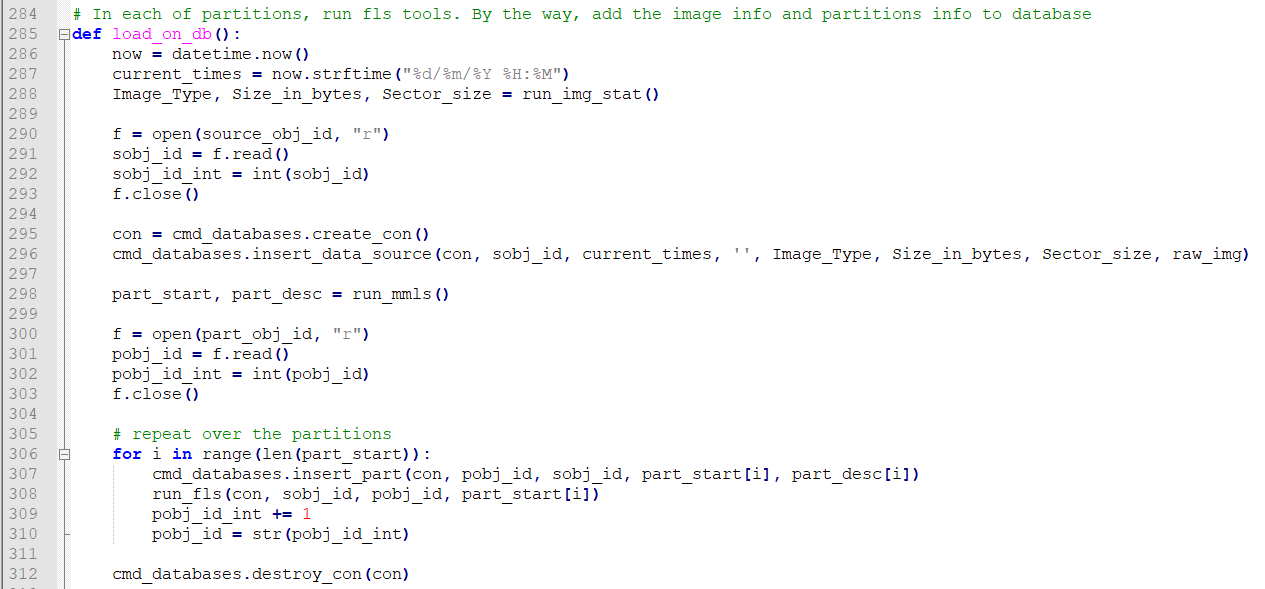 284 # In each of partitions, run fls tools. By the way, add the image info and partitions info to database
285 def load_on_db():
286     now = datetime.now()
287     current_times = now.strftime("%d/%m/%Y %H:%M")
288     Image_Type, Size_in_bytes, Sector_size = run_img_stat()
289
290     f = open(source_obj_id, "r")
291     sobj_id = f.read()
292     sobj_id_int = int(sobj_id)
293     f.close()
294
295     con = cmd_databases.create_con()
296     cmd_databases.insert_data_source(con, sobj_id, current_times, '', Image_Type, Size_in_bytes, Sector_size, raw_img)
297
298     part_start, part_desc = run_mmls()
299
300     f = open(part_obj_id, "r")
301     pobj_id = f.read()
302     pobj_id_int = int(pobj_id)
303     f.close()
304
305     # repeat over the partitions
306     for i in range(len(part_start)):
307         cmd_databases.insert_part(con, pobj_id, sobj_id, part_start[i], part_desc[i])
308         run_fls(con, sobj_id, pobj_id, part_start[i])
309         pobj_id_int += 1
310         pobj_id = str(pobj_id_int)
311
312     cmd_databases.destroy_con(con)